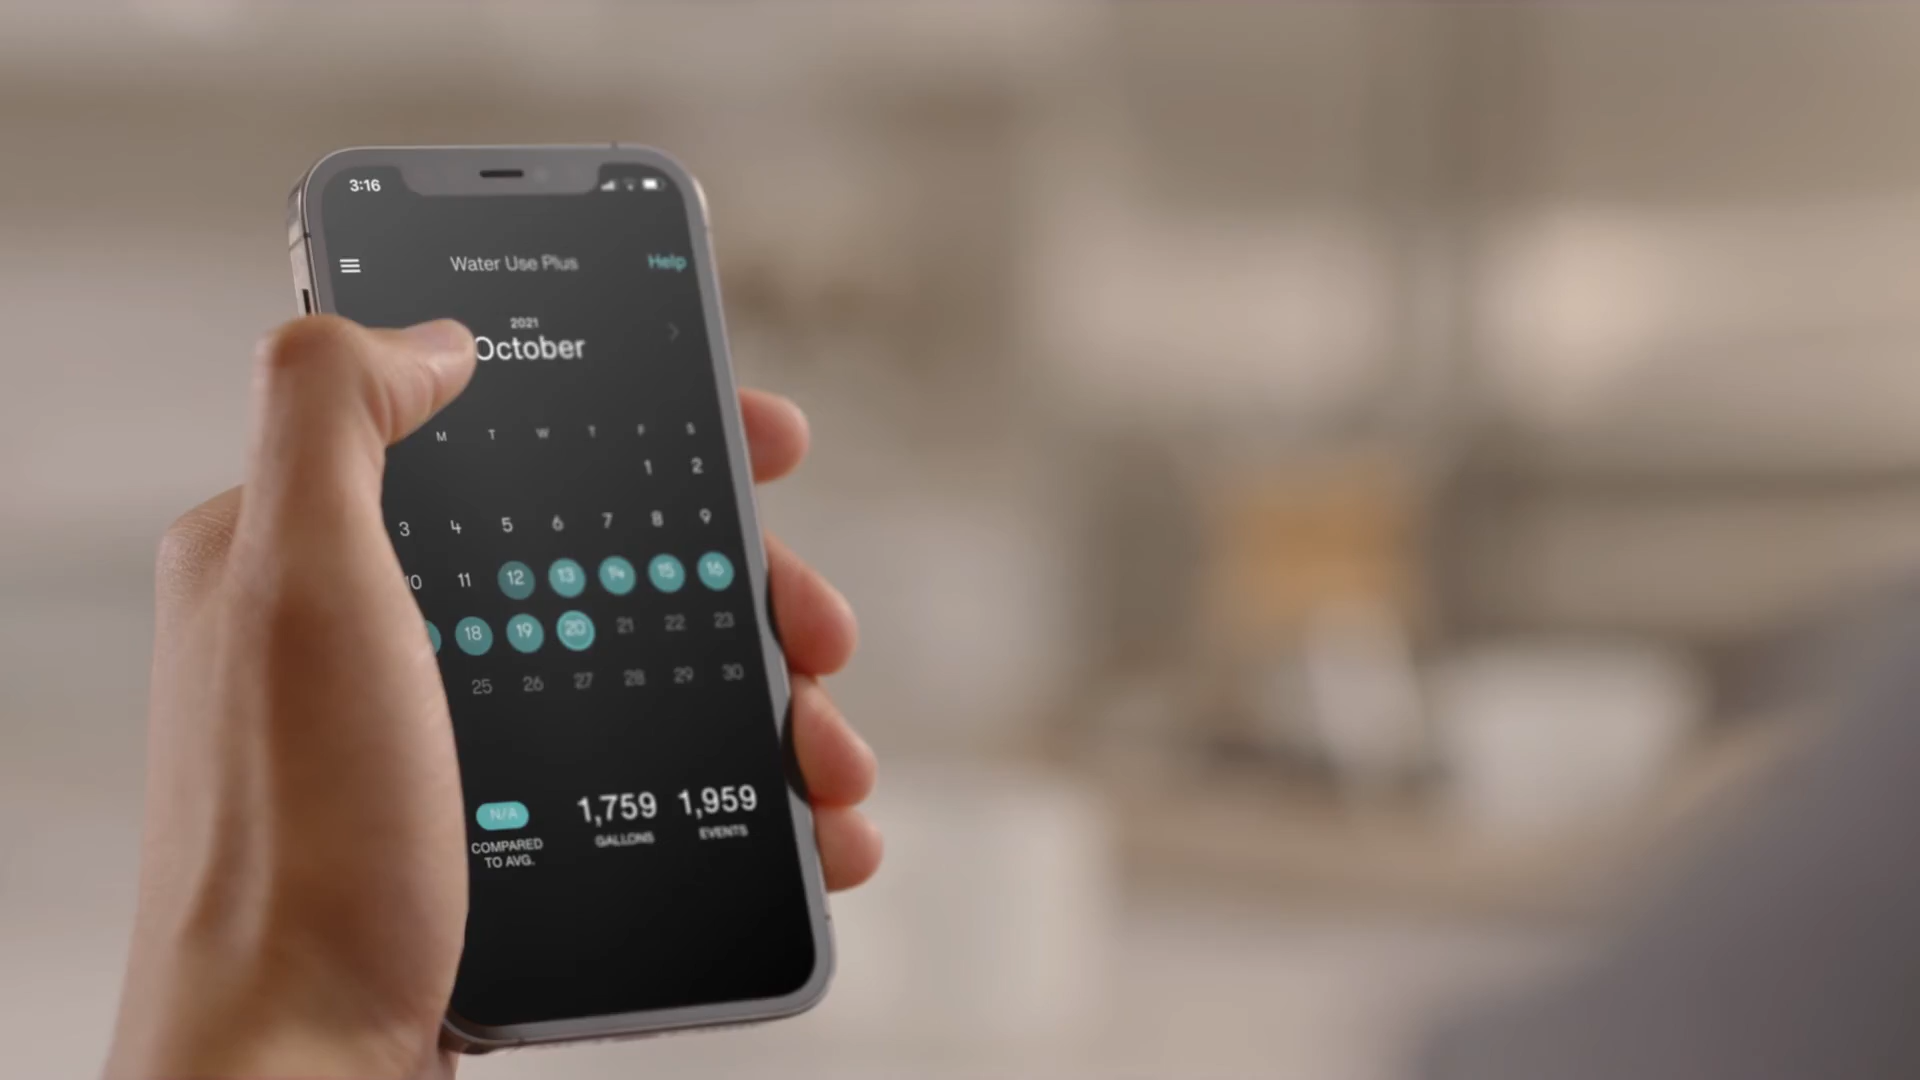 3:16
Water Use Plus Help
2021
October
M T W T F S
1 2
3 4 5 6 7 8 9
10 11 12 13 14 15 16
18 19 20 21 22 23
25 26 27 28 29 30
N/A 1,759 1,959
COMPARED GALLONS EVENTS
TO AVG.